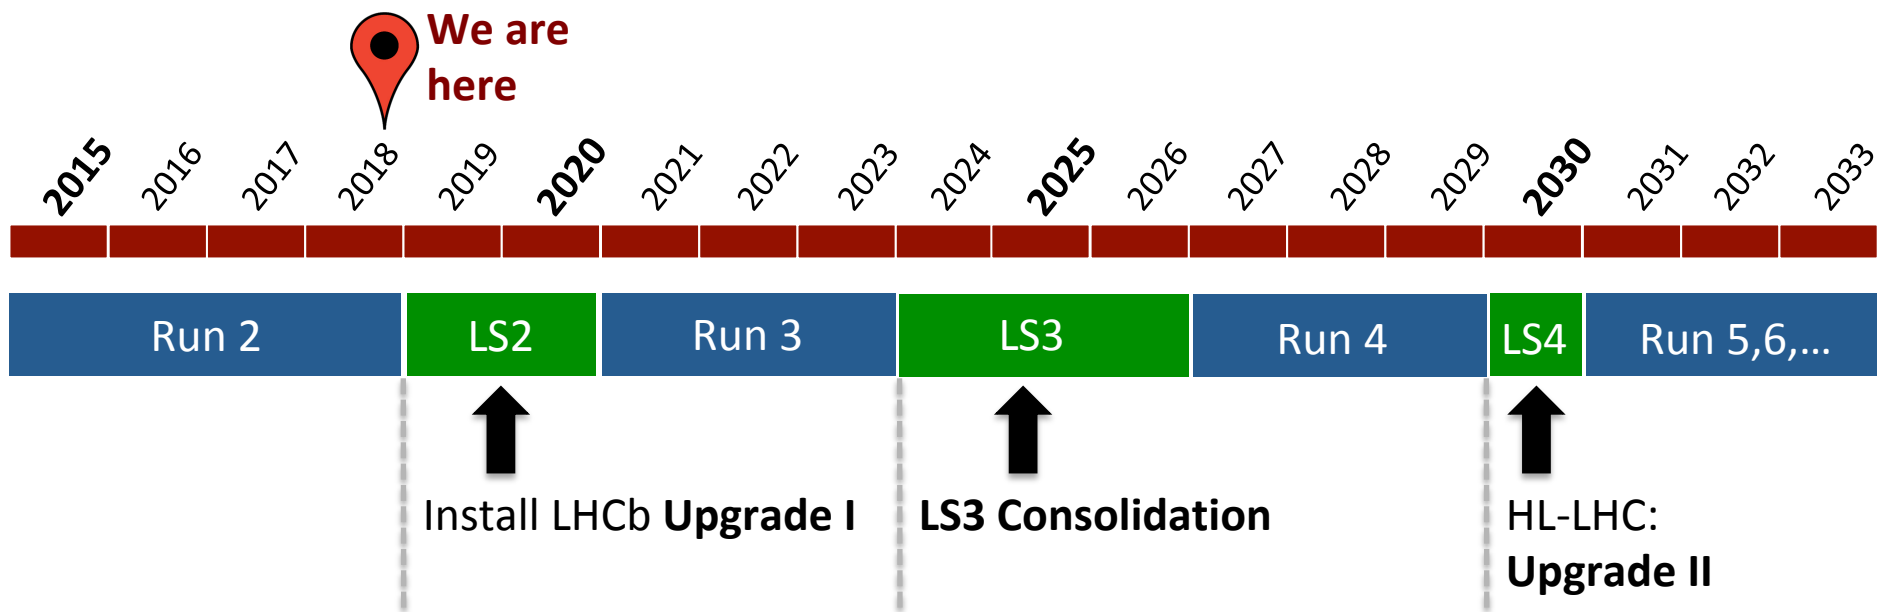 We are
here
2015 2016 2017 2018 2019 2020 2021 2022 2023 2024 2025 2026 2027 2028 2029 2030 2031 2032 2033
Run 2 LS2 Run 3 LS3 Run 4 LS4 Run 5,6,...
Install LHCb Upgrade I LS3 Consolidation HL-LHC:
Upgrade II